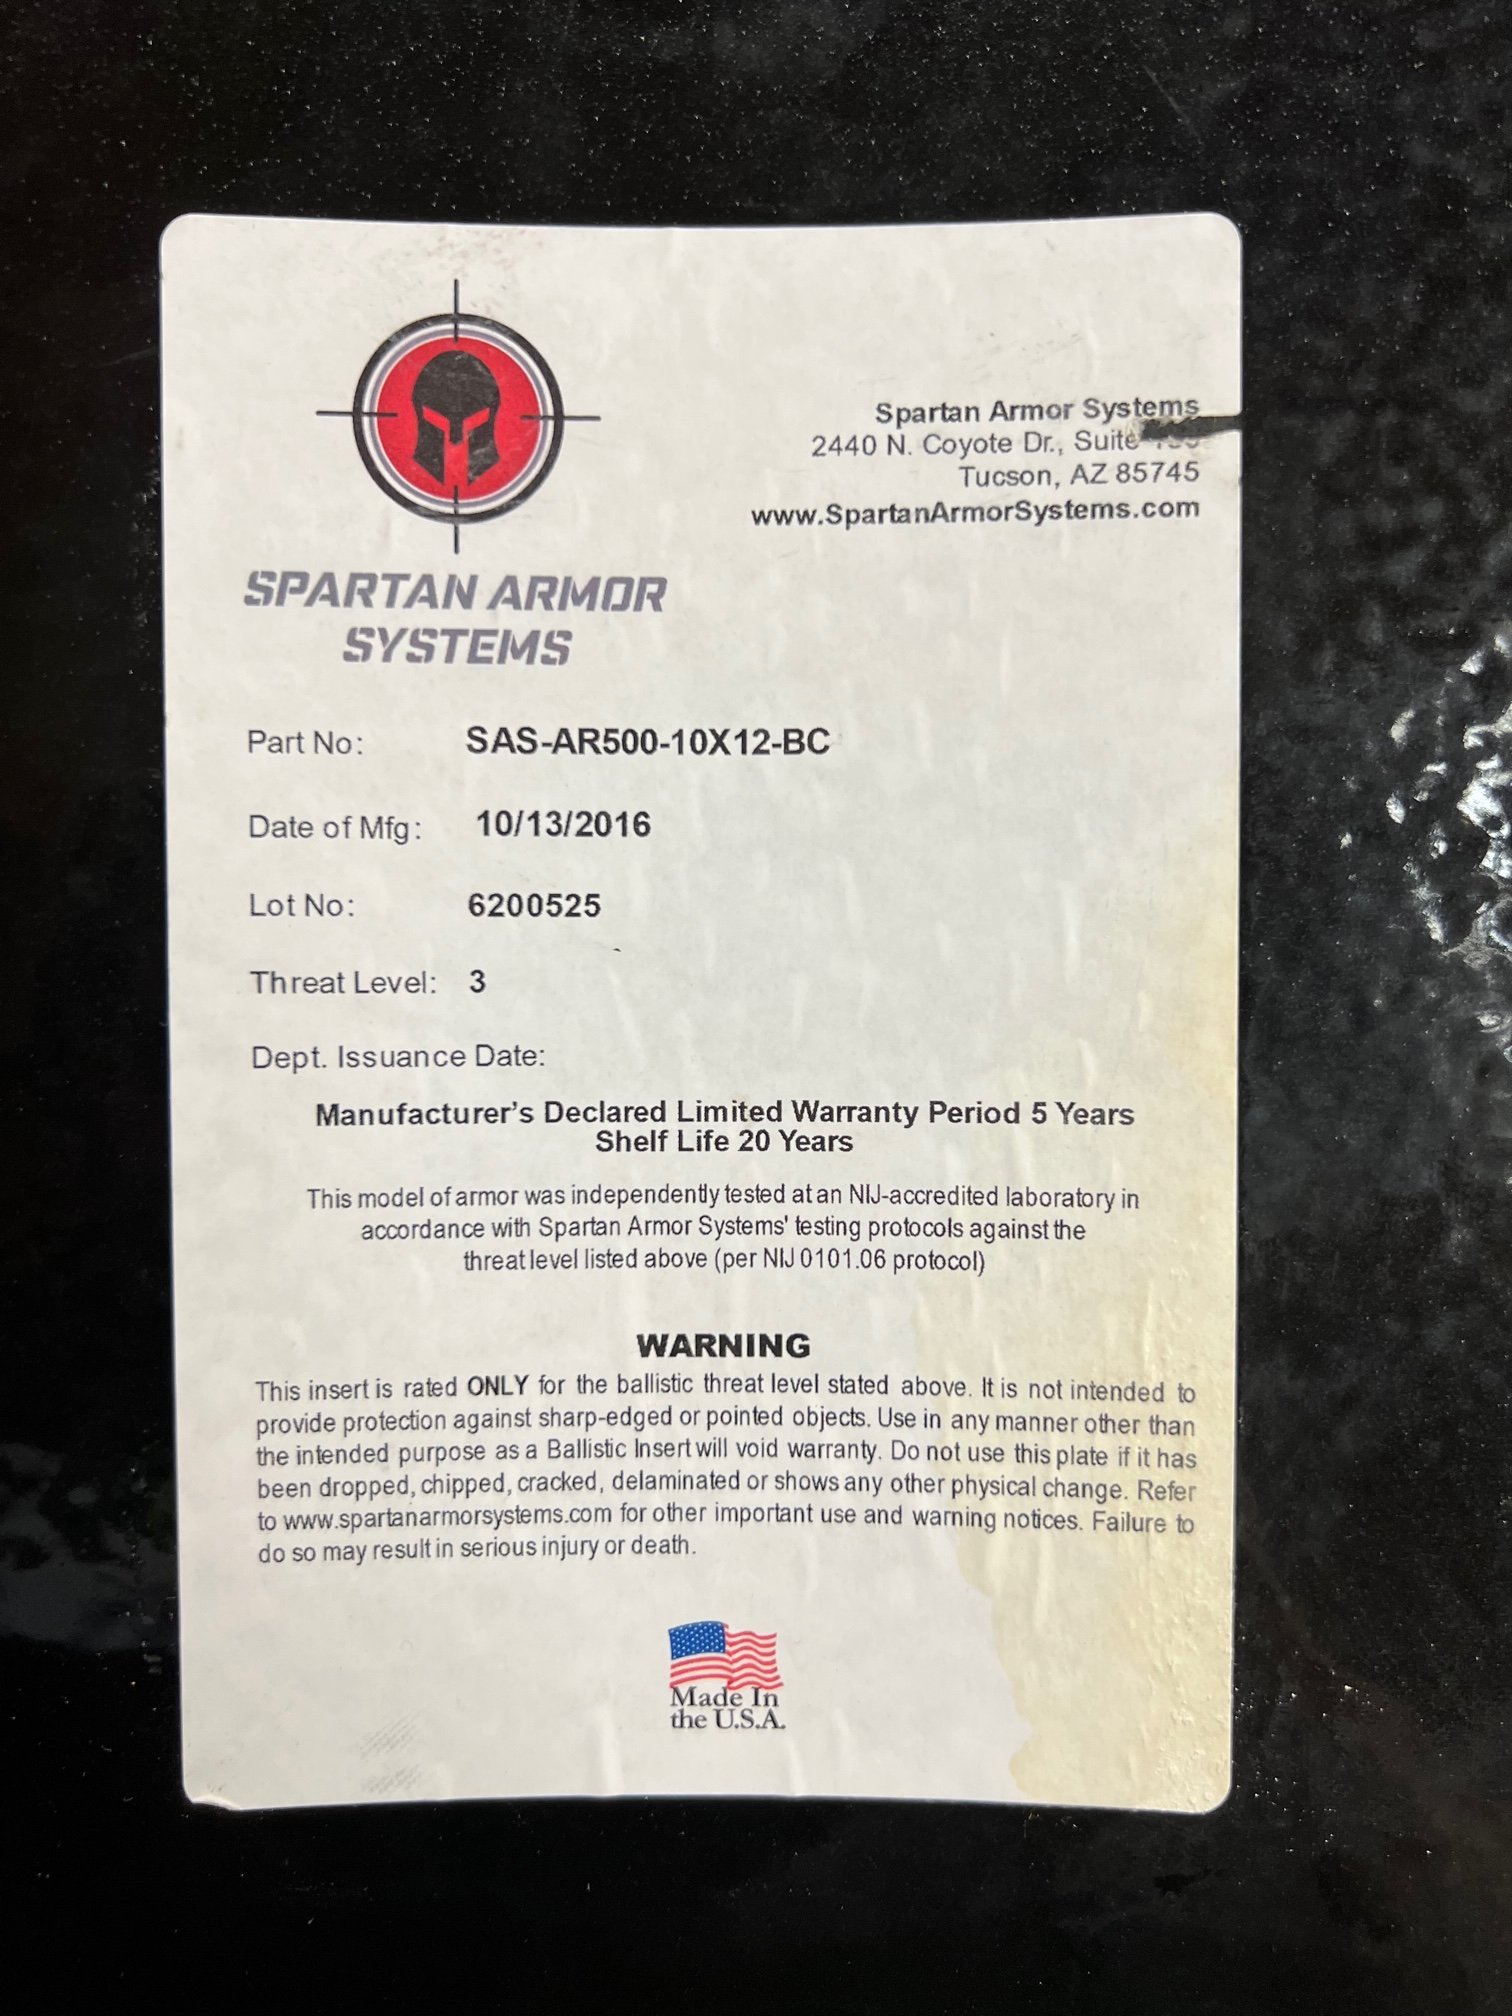 SPARTAN ARMOR
SYSTEMS
Spartan Armor Systems
2440 N. Coyote Dr., Suite
Tucson, AZ 85745
www.SpartanArmorSystems.com
Part No: SAS-AR500-10X12-BC
Date of Mfg: 10/13/2016
Lot No: 6200525
Threat Level: 3
Dept. Issuance Date:
Manufacturer's Declared Limited Warranty Period 5 Years
Shelf Life 20 Years
This model of armor was independently tested at an NIJ-accredited laboratory in
accordance with Spartan Armor Systems' testing protocols against the
threat level listed above (per NIJ 0101.06 protocol)
WARNING
This insert is rated ONLY for the ballistic threat level stated above. It is not intended to
provide protection against sharp-edged or pointed objects. Use in any manner other than
the intended purpose as a Ballistic Insert will void warranty. Do not use this plate if it has
been dropped, chipped, cracked, delaminated or shows any other physical change. Refer
to www.spartanarmorsystems.com for other important use and warning notices. Failure to
do so may result in serious injury or death.
Made In
the U.S.A.